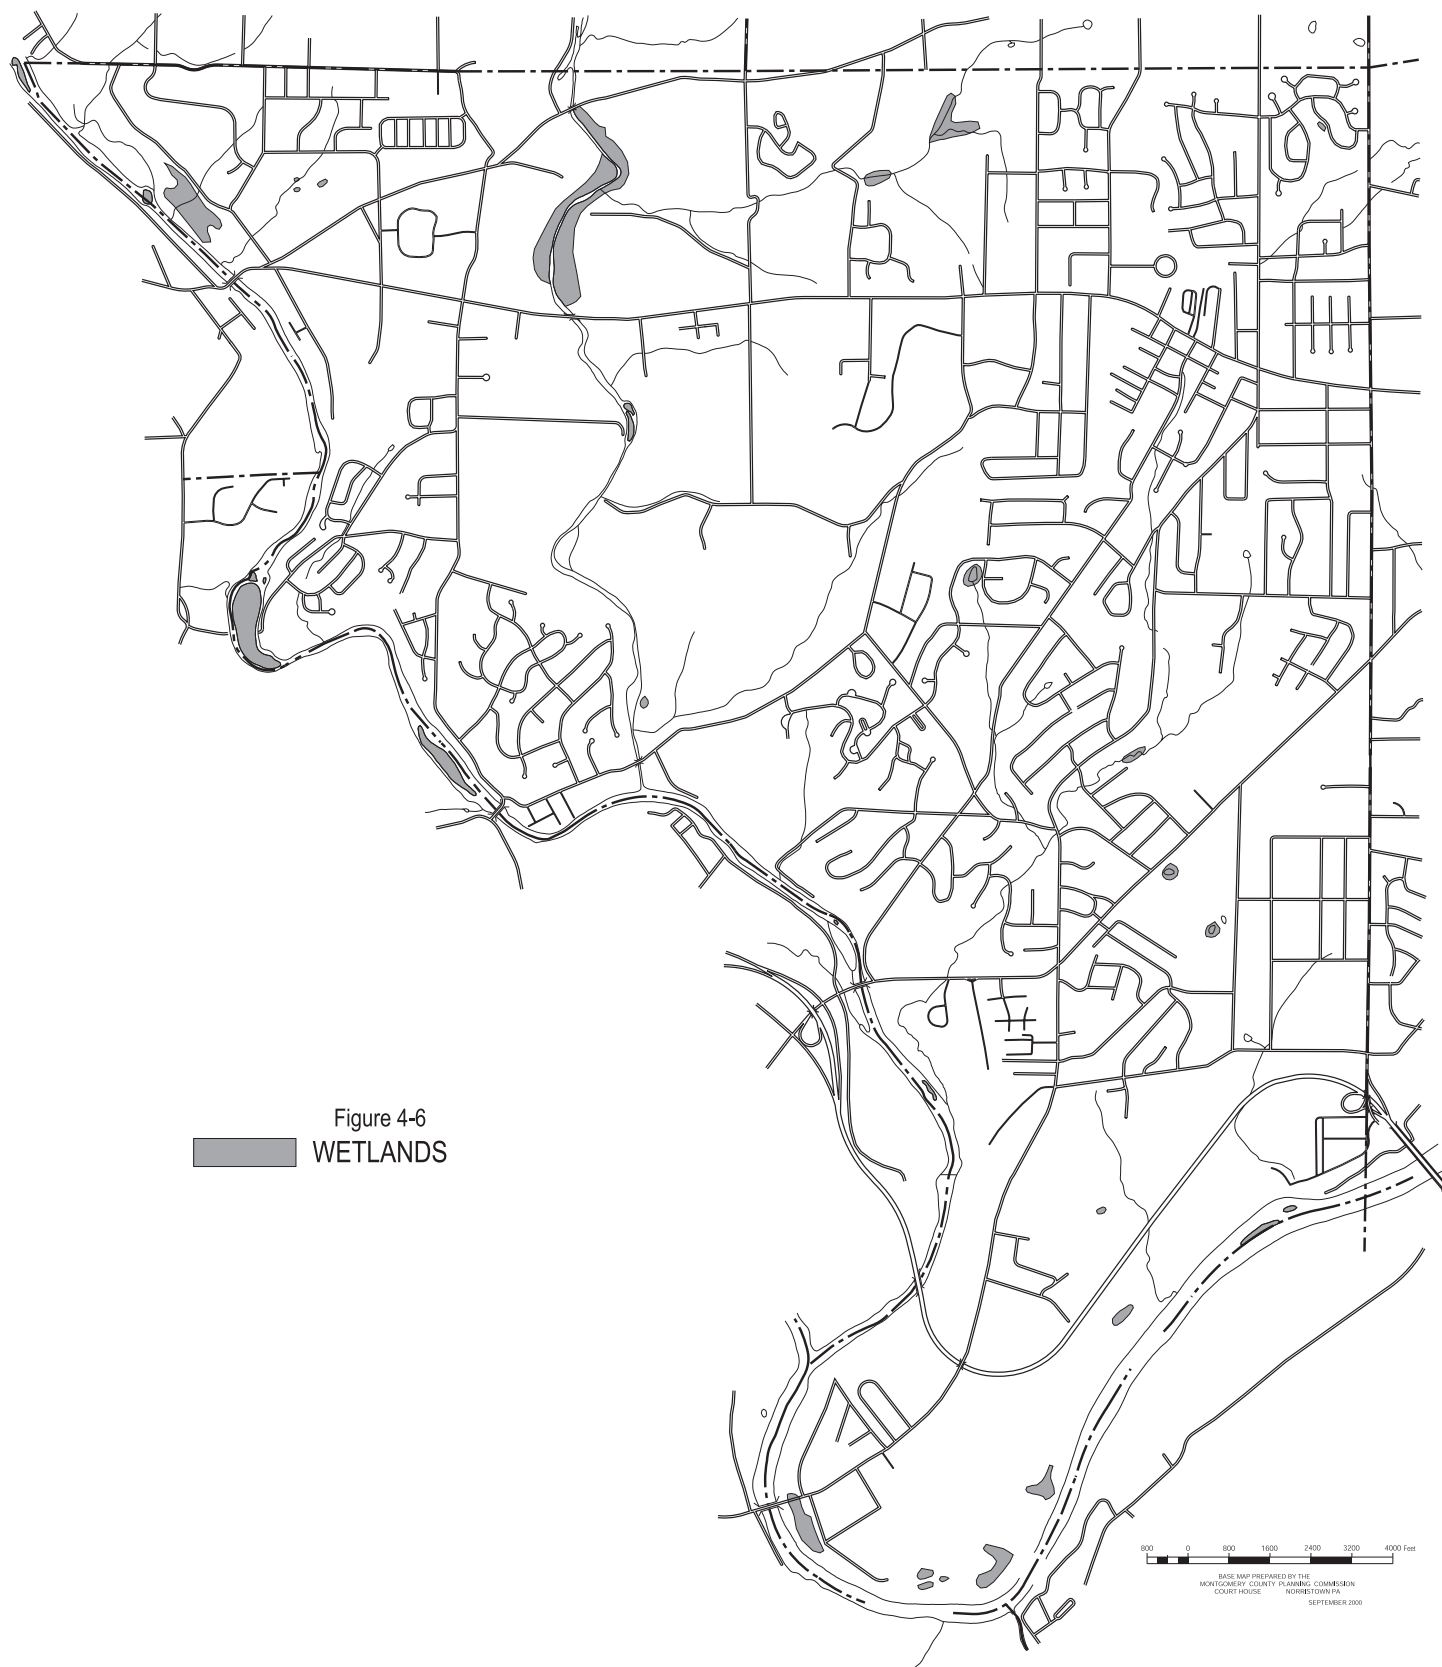 Figure 4-6
WETLANDS
800 0 800 1600 2400 3200 4000 Feet
BASE MAP PREPARED BY THE
MONTGOMERY COUNTY PLANNING COMMISSION
COURT HOUSE NORRISTOWN PA
SEPTEMBER 2000